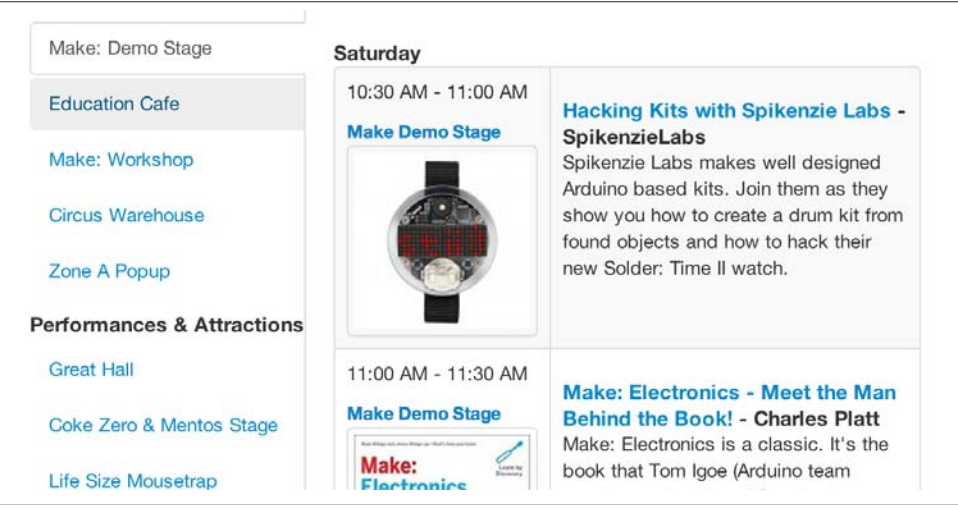 Make: Demo Stage
Education Cafe
Make: Workshop
Circus Warehouse
Zone A Popup
Performances & Attractions
Great Hall
Coke Zero & Mentos Stage
Life Size Mousetrap
Saturday
10:30 AM - 11:00 AM
Make Demo Stage
Hacking Kits with Spikenzie Labs -
SpikenzieLabs
Spikenzie Labs makes well designed
Arduino based kits. Join them as they
show you how to create a drum kit from
found objects and how to hack their
new Solder: Time II watch.
11:00 AM - 11:30 AM
Make Demo Stage
Make:
Electronics
Learn by
Discovery
Make: Electronics - Meet the Man
Behind the Book! - Charles Platt
Make: Electronics is a classic. It's the
book that Tom Igoe (Arduino team